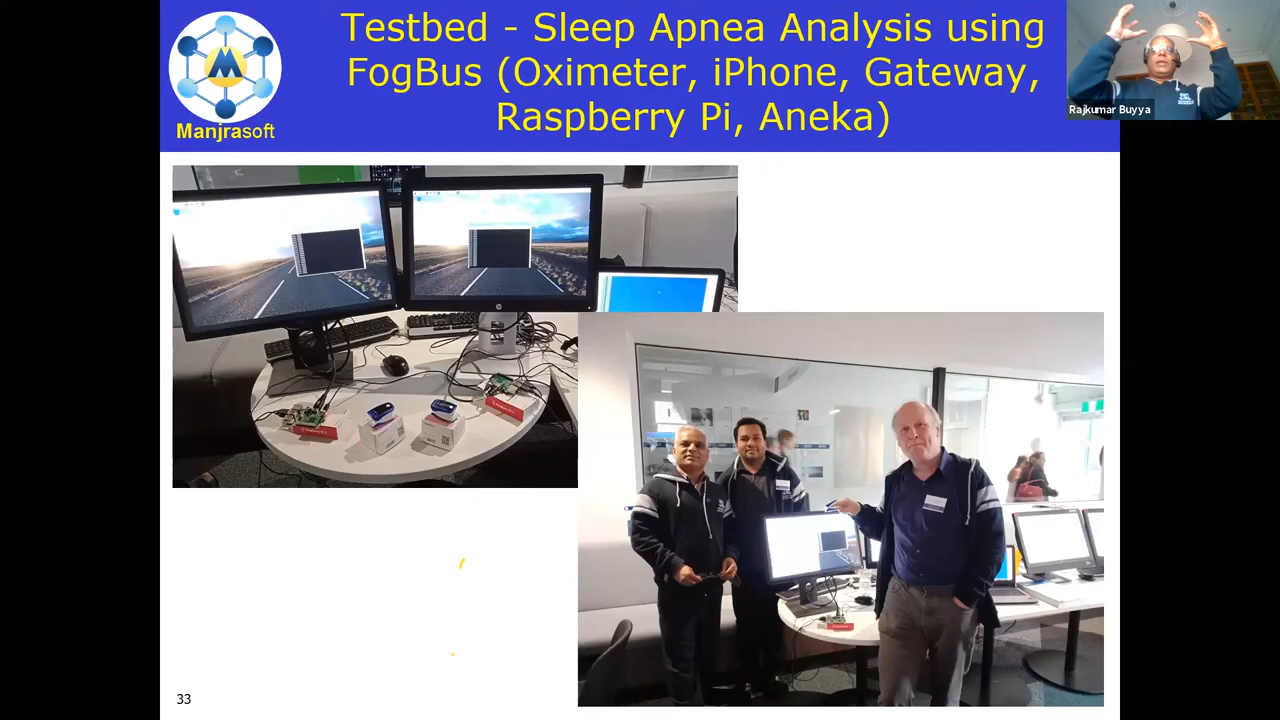 Testbed - Sleep Apnea Analysis using
FogBus (Oximeter, iPhone, Gateway,
Raspberry Pi, Aneka)
Manjrasoft
Rajkumar Buyya
33